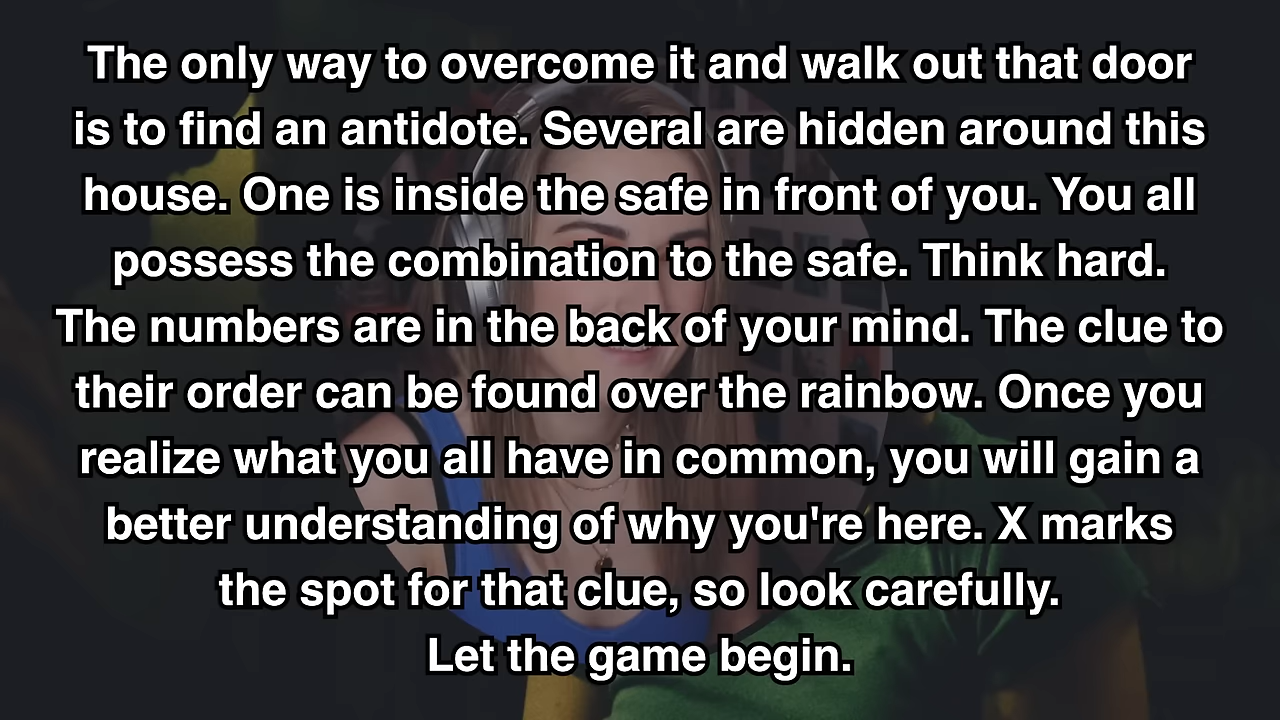 The only way to overcome it and walk out that door
is to find an antidote. Several are hidden around this
house. One is inside the safe in front of you. You all
possess the combination to the safe. Think hard.
The numbers are in the back of your mind. The clue to
their order can be found over the rainbow. Once you
realize what you all have in common, you will gain a
better understanding of why you're here. X marks
the spot for that clue, so look carefully.
Let the game begin.